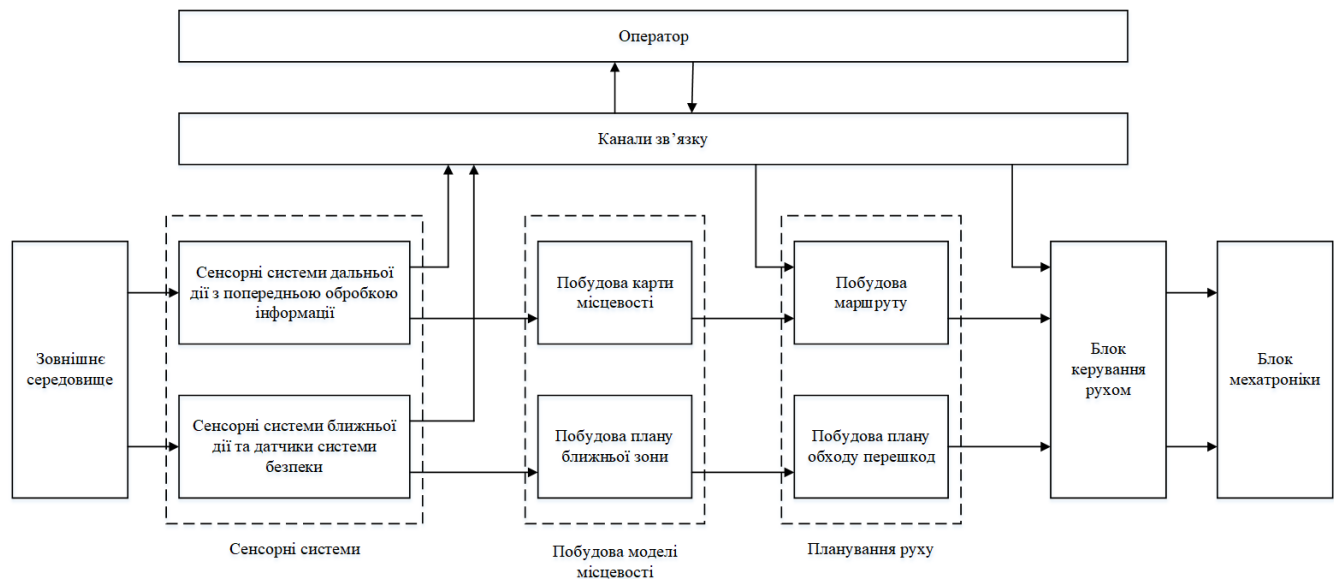 Оператор
Канали зв’язку
Зовнішнє
середовище
Сенсорні системи дальньої
дії з попередньою обробкою
інформації
Сенсорні системи ближньої
дії та датчики системи
безпеки
Сенсорні системи
Побудова
карти
місцевості
Побудова плану
ближньої зони
Побудова моделі
місцевості
Побудова
маршруту
Побудова плану
обходу перешкод
Планування руху
Блок
керування
рухом
Блок
мехатроніки